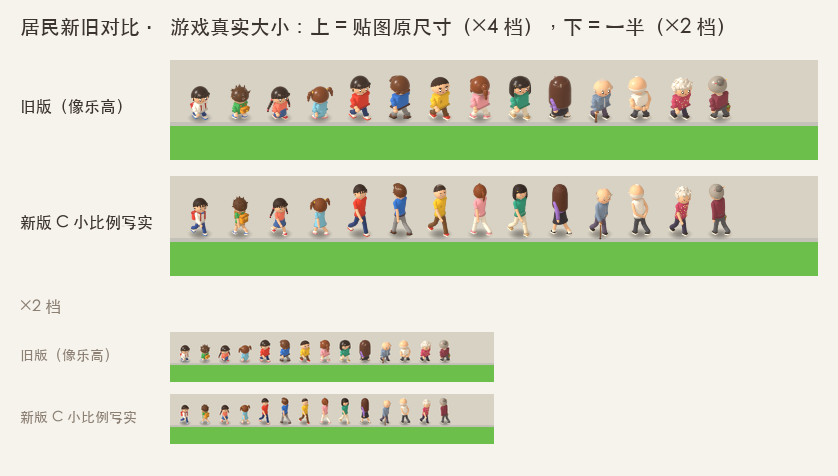 居民新旧对比 · 游戏真实大小：上 = 贴图原尺寸（×4 档），下 = 一半（×2 档）
旧版（像乐高）
新版 C 小比例写实
×2 档
旧版（像乐高）
新版 C 小比例写实